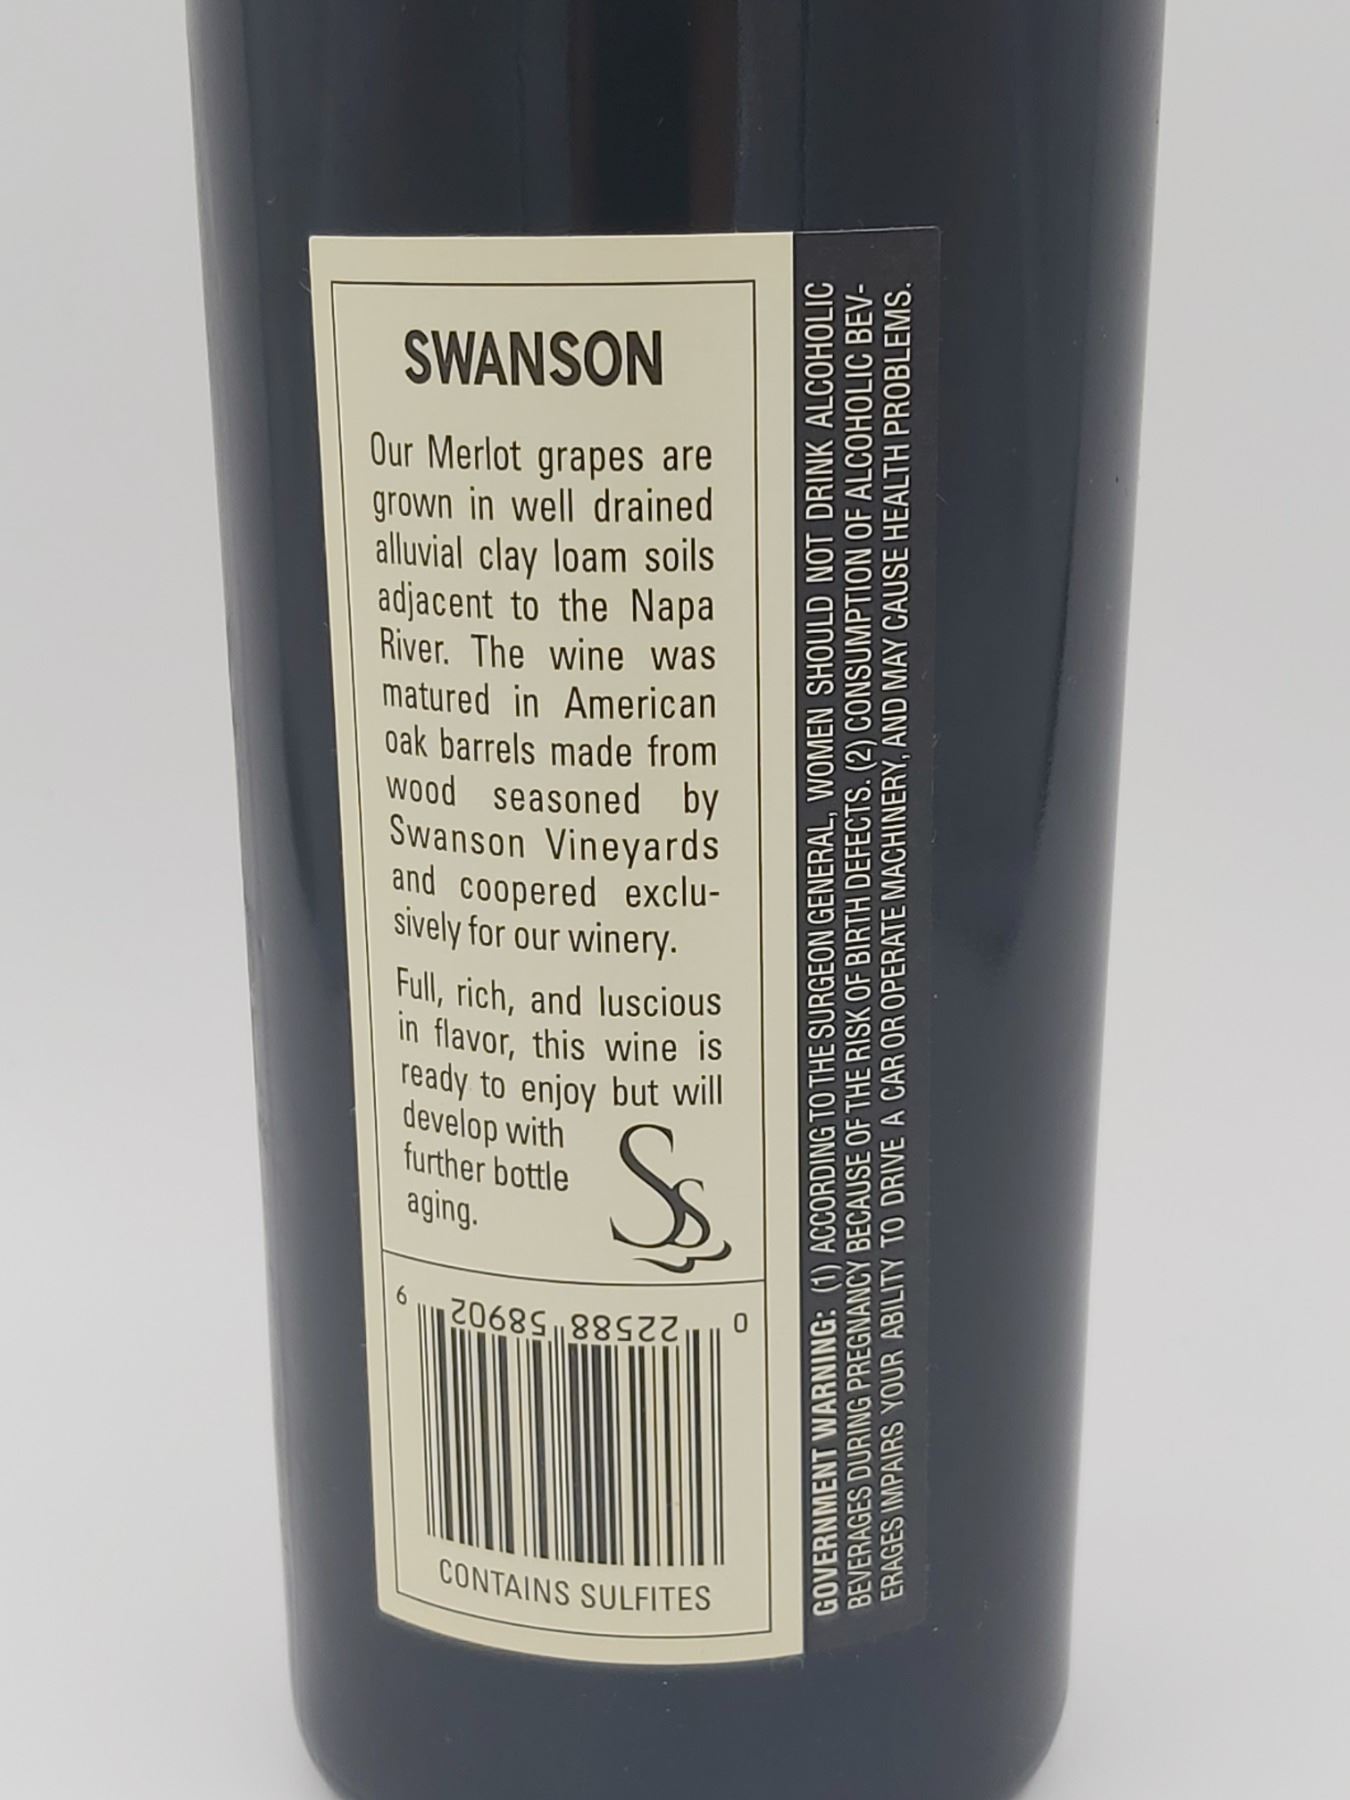 SWANSON
Our Merlot grapes are
grown in well drained
alluvial clay loam soils
adjacent to the Napa
River. The wine was
matured in American
oak barrels made from
wood seasoned by
Swanson Vineyards
and coopered exclu-
sively for our winery.
Full, rich, and luscious
in flavor, this wine is
ready to enjoy but will
develop with
further bottle
aging.
SS
0 22588 58902 9
CONTAINS SULFITES
GOVERNMENT WARNING: (1) ACCORDING TO THE SURGEON GENERAL, WOMEN SHOULD NOT DRINK ALCOHOLIC
BEVERAGES DURING PREGNANCY BECAUSE OF THE RISK OF BIRTH DEFECTS. (2) CONSUMPTION OF ALCOHOLIC BEV-
ERAGES IMPAIRS YOUR ABILITY TO DRIVE A CAR OR OPERATE MACHINERY, AND MAY CAUSE HEALTH PROBLEMS.